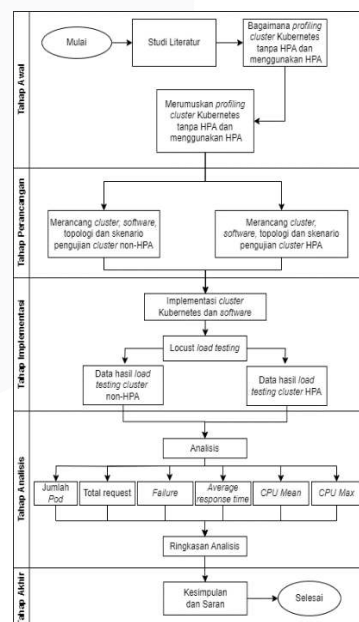 Tahap Awal
Mulai
Studi Literatur
Bagaimana profiling
cluster Kubernetes
tanpa HPA dan
menggunakan HPA
Merumuskan profiling
cluster Kubernetes
tanpa HPA dan
menggunakan HPA
Tahap Perancangan
Merancang cluster, software,
topologi dan skenario
pengujian cluster non-HPA
Merancang cluster,
software, topologi dan skenario
pengujian cluster HPA
Tahap Implementasi
Implementasi cluster
Kubernetes dan software
Locust load testing
Data hasil load
testing cluster
non-HPA
Data hasil load
testing cluster HPA
Tahap Analisis
Analisis
Jumlah
Pod
Total request
Failure
Average
response time
CPU Mean
CPU Max
Ringkasan Analisis
Tahap Akhir
Kesimpulan
dan Saran
Selesai